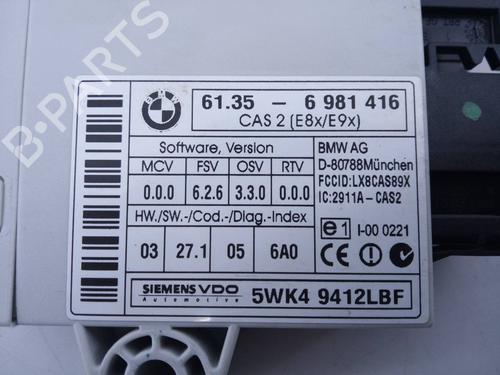 B-PARTS
BMW
61.35 - 6 981 416
CAS 2 (E8x/E9x)
Software, Version
MCV FSV OSV RTV
0.0.0 6.2.6 3.3.0 0.0.0
HW./SW.-/Cod.-/Diag.-Index
03 27.1 05 6A0
BMW AG
D-80788München
FCCID:LX8CAS89X
IC:2911A-CAS2
e1 I-00 0221
CE
SIEMENS VDO
Automotive
5WK4 9412LBF